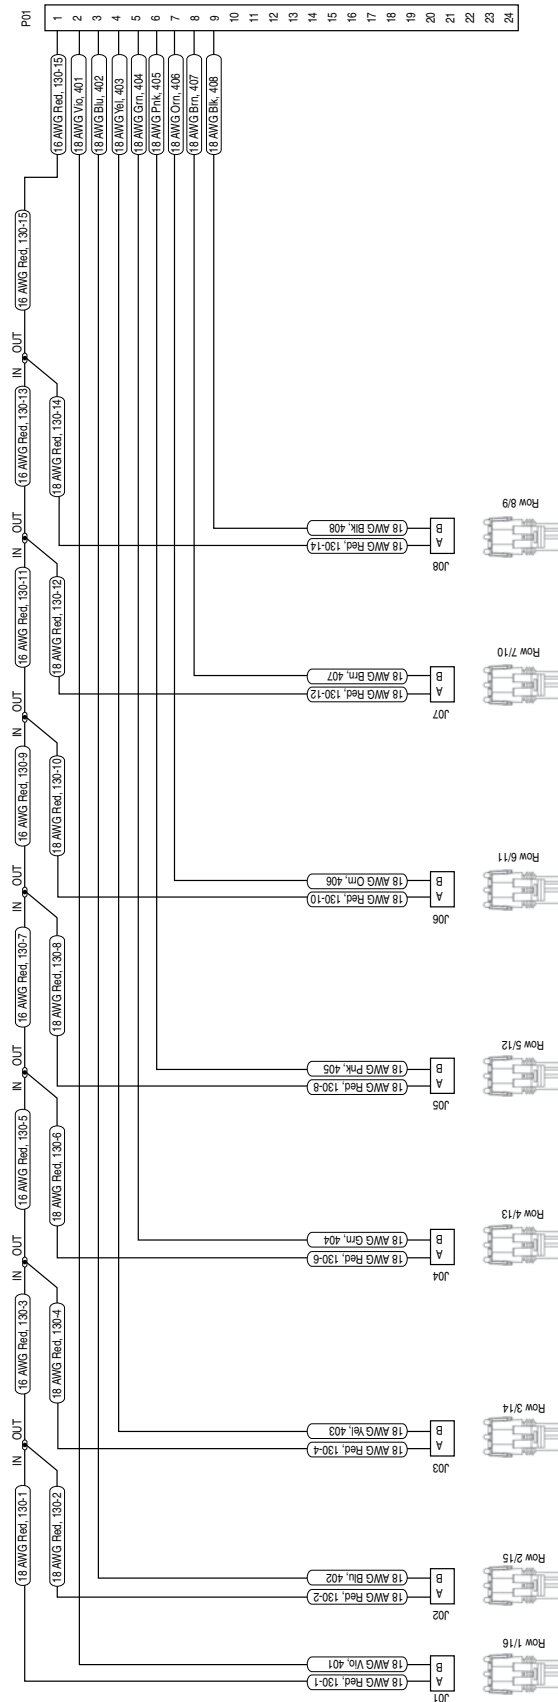 P01
1
2
3
4
5
6
7
8
9
10
11
12
13
14
15
16
17
18
19
20
21
22
23
24
16 AWG Red, 130-15
18 AWG Vio, 401
18 AWG Blu, 402
18 AWG Yel, 403
18 AWG Grn, 404
18 AWG Pnk, 405
18 AWG Orn, 406
18 AWG Brn, 407
18 AWG Blk, 408
16 AWG Red, 130-15
IN OUT
16 AWG Red, 130-13
18 AWG Red, 130-14
IN OUT
16 AWG Red, 130-11
18 AWG Red, 130-12
IN OUT
16 AWG Red, 130-9
18 AWG Red, 130-10
IN OUT
16 AWG Red, 130-7
18 AWG Red, 130-8
IN OUT
16 AWG Red, 130-5
18 AWG Red, 130-6
IN OUT
16 AWG Red, 130-3
18 AWG Red, 130-4
IN OUT
18 AWG Red, 130-1
18 AWG Red, 130-2
18 AWG Blk, 408
B
18 AWG Red, 130-14
A
J08
Row 8/9
18 AWG Brn, 407
B
18 AWG Red, 130-12
A
J07
Row 7/10
18 AWG Orn, 406
B
18 AWG Red, 130-10
A
J06
Row 6/11
18 AWG Pnk, 405
B
18 AWG Red, 130-8
A
J05
Row 5/12
18 AWG Grn, 404
B
18 AWG Red, 130-6
A
J04
Row 4/13
18 AWG Yel, 403
B
18 AWG Red, 130-4
A
J03
Row 3/14
18 AWG Blu, 402
B
18 AWG Red, 130-2
A
J02
Row 2/15
18 AWG Vio, 401
B
18 AWG Red, 130-1
A
J01
Row 1/16